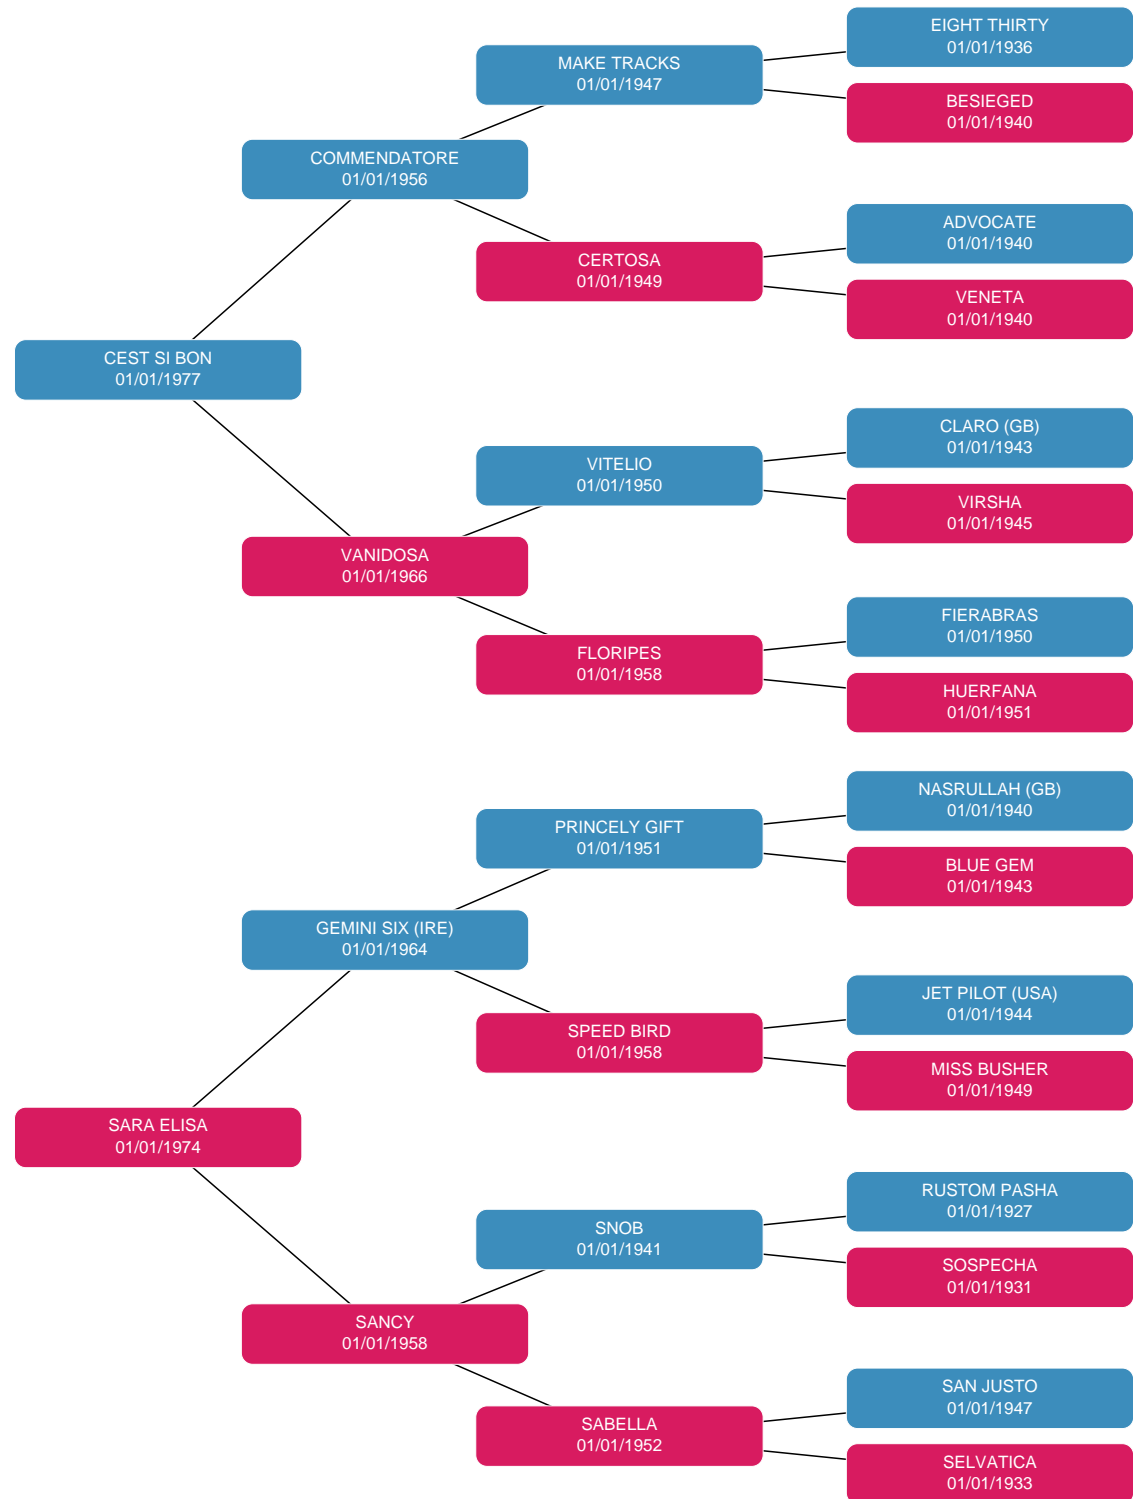 EIGHT THIRTY
01/01/1936
MAKE TRACKS
01/01/1947
BESIEGED
01/01/1940
COMMENDATORE
01/01/1956
ADVOCATE
01/01/1940
CERTOSA
01/01/1949
VENETA
01/01/1940
CEST SI BON
01/01/1977
CLARO (GB)
01/01/1943
VITELIO
01/01/1950
VIRSHA
01/01/1945
VANIDOSA
01/01/1966
FIERABRAS
01/01/1950
FLORIPES
01/01/1958
HUERFANA
01/01/1951
NASRULLAH (GB)
01/01/1940
PRINCELY GIFT
01/01/1951
BLUE GEM
01/01/1943
GEMINI SIX (IRE)
01/01/1964
JET PILOT (USA)
01/01/1944
SPEED BIRD
01/01/1958
MISS BUSHER
01/01/1949
SARA ELISA
01/01/1974
RUSTOM PASHA
01/01/1927
SNOB
01/01/1941
SOSPECHA
01/01/1931
SANCY
01/01/1958
SAN JUSTO
01/01/1947
SABELLA
01/01/1952
SELVATICA
01/01/1933